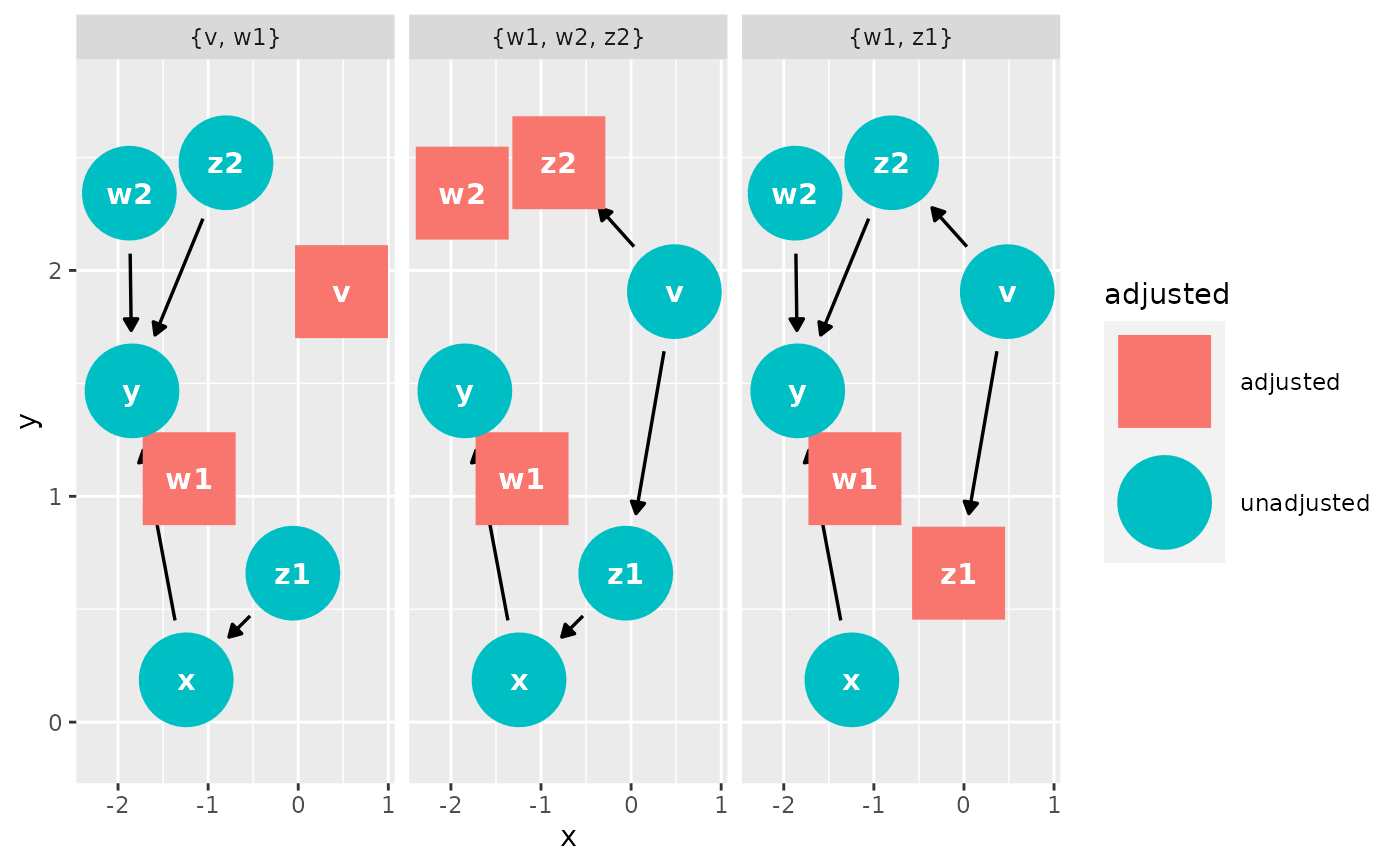 {v, w1}
{w1, w2, z2}
{w1, z1}
w2
z2
v
y
w1
z1
x
w2
z2
v
y
w1
z1
x
w2
z2
v
y
w1
z1
x
2
1
0
y
-2 -1 0 1
-2 -1 0 1
-2 -1 0 1
x
adjusted
adjusted
unadjusted